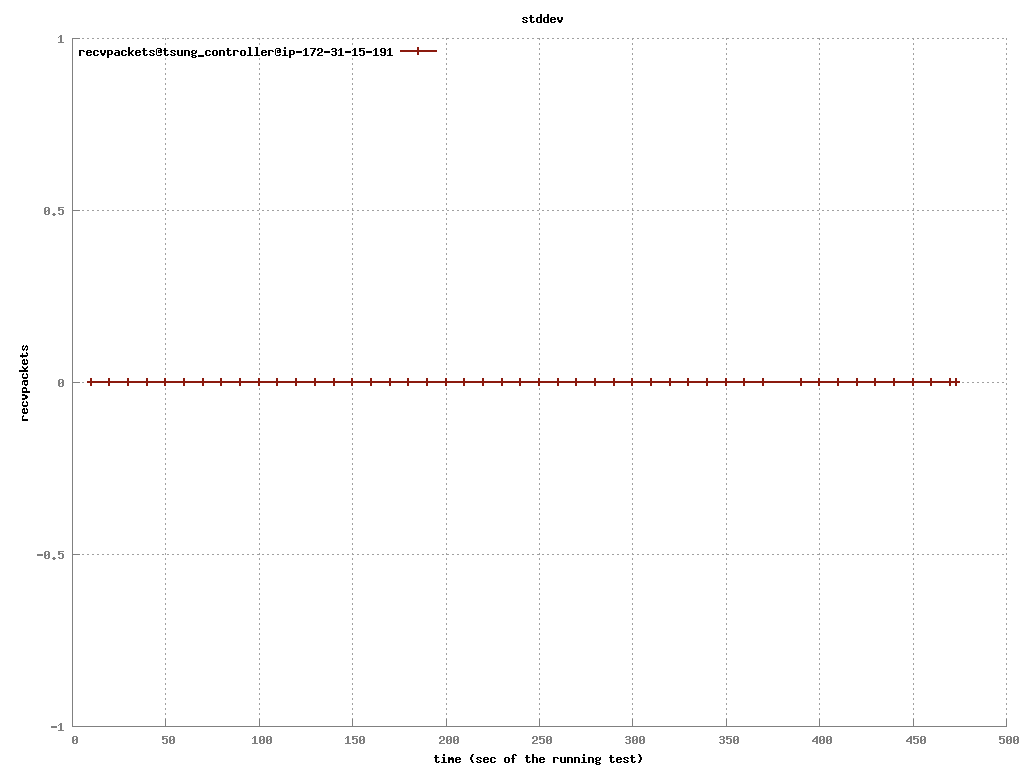 stddev
recvpackets@tsung_controller@ip-172-31-15-191
1
0.5
0
-0.5
-1
recvpackets
0 50 100 150 200 250 300 350 400 450 500
time (sec of the running test)